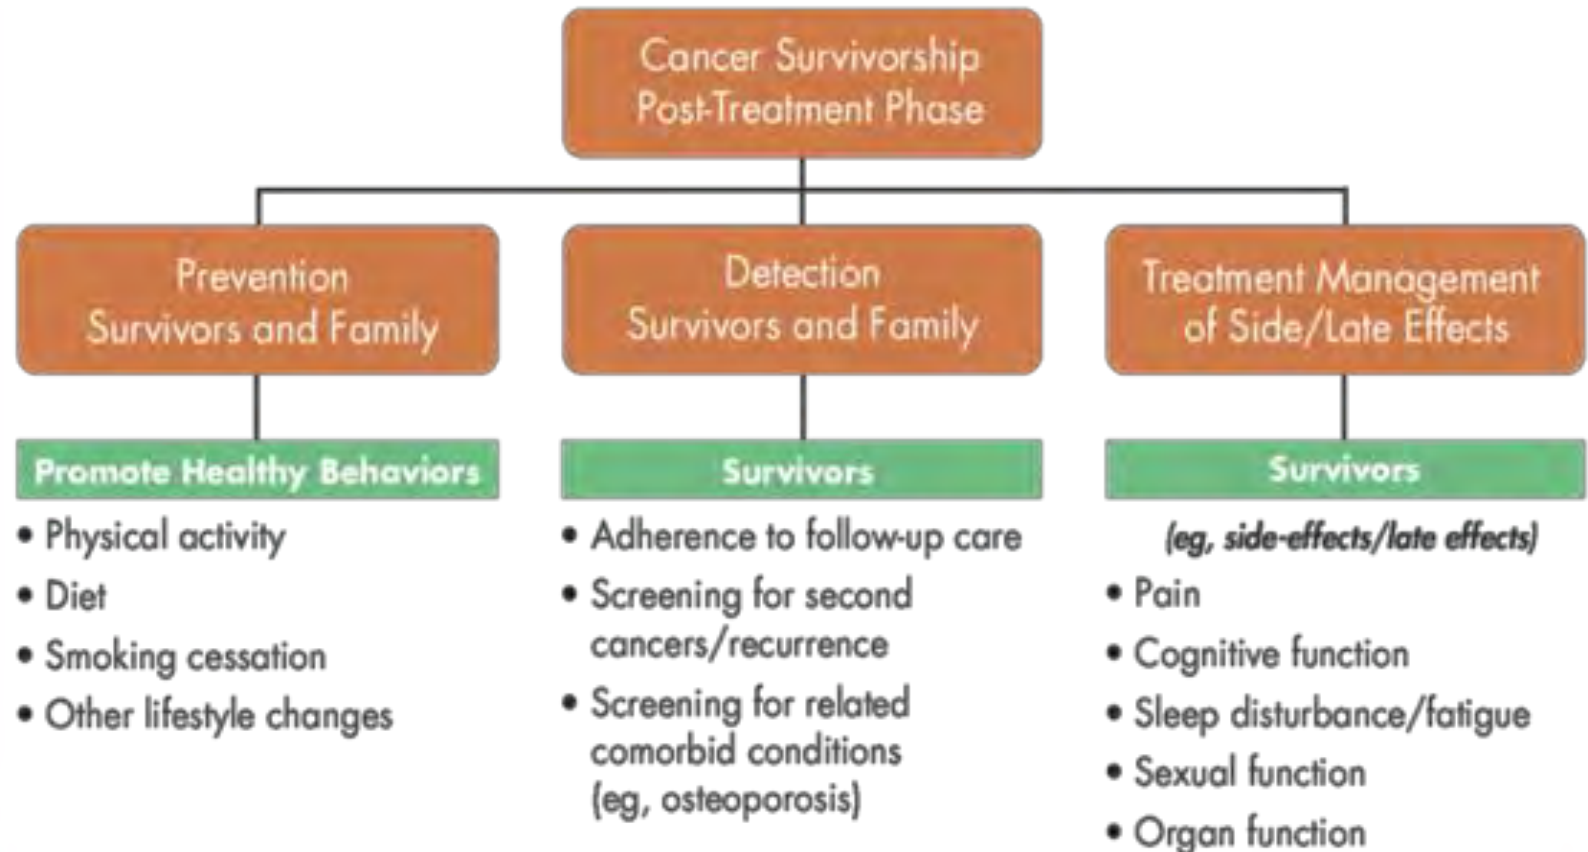 Cancer Survivorship
Post-Treatment Phase
Prevention
Survivors and Family
Detection
Survivors and Family
Treatment Management
of Side/Late Effects
Promote Healthy Behaviors
• Physical activity
• Diet
• Smoking cessation
• Other lifestyle changes
Survivors
• Adherence to follow-up care
• Screening for second
cancers/recurrence
• Screening for related
comorbid conditions
(eg, osteoporosis)
Survivors
(eg, side-effects/late effects)
• Pain
• Cognitive function
• Sleep disturbance/fatigue
• Sexual function
• Organ function